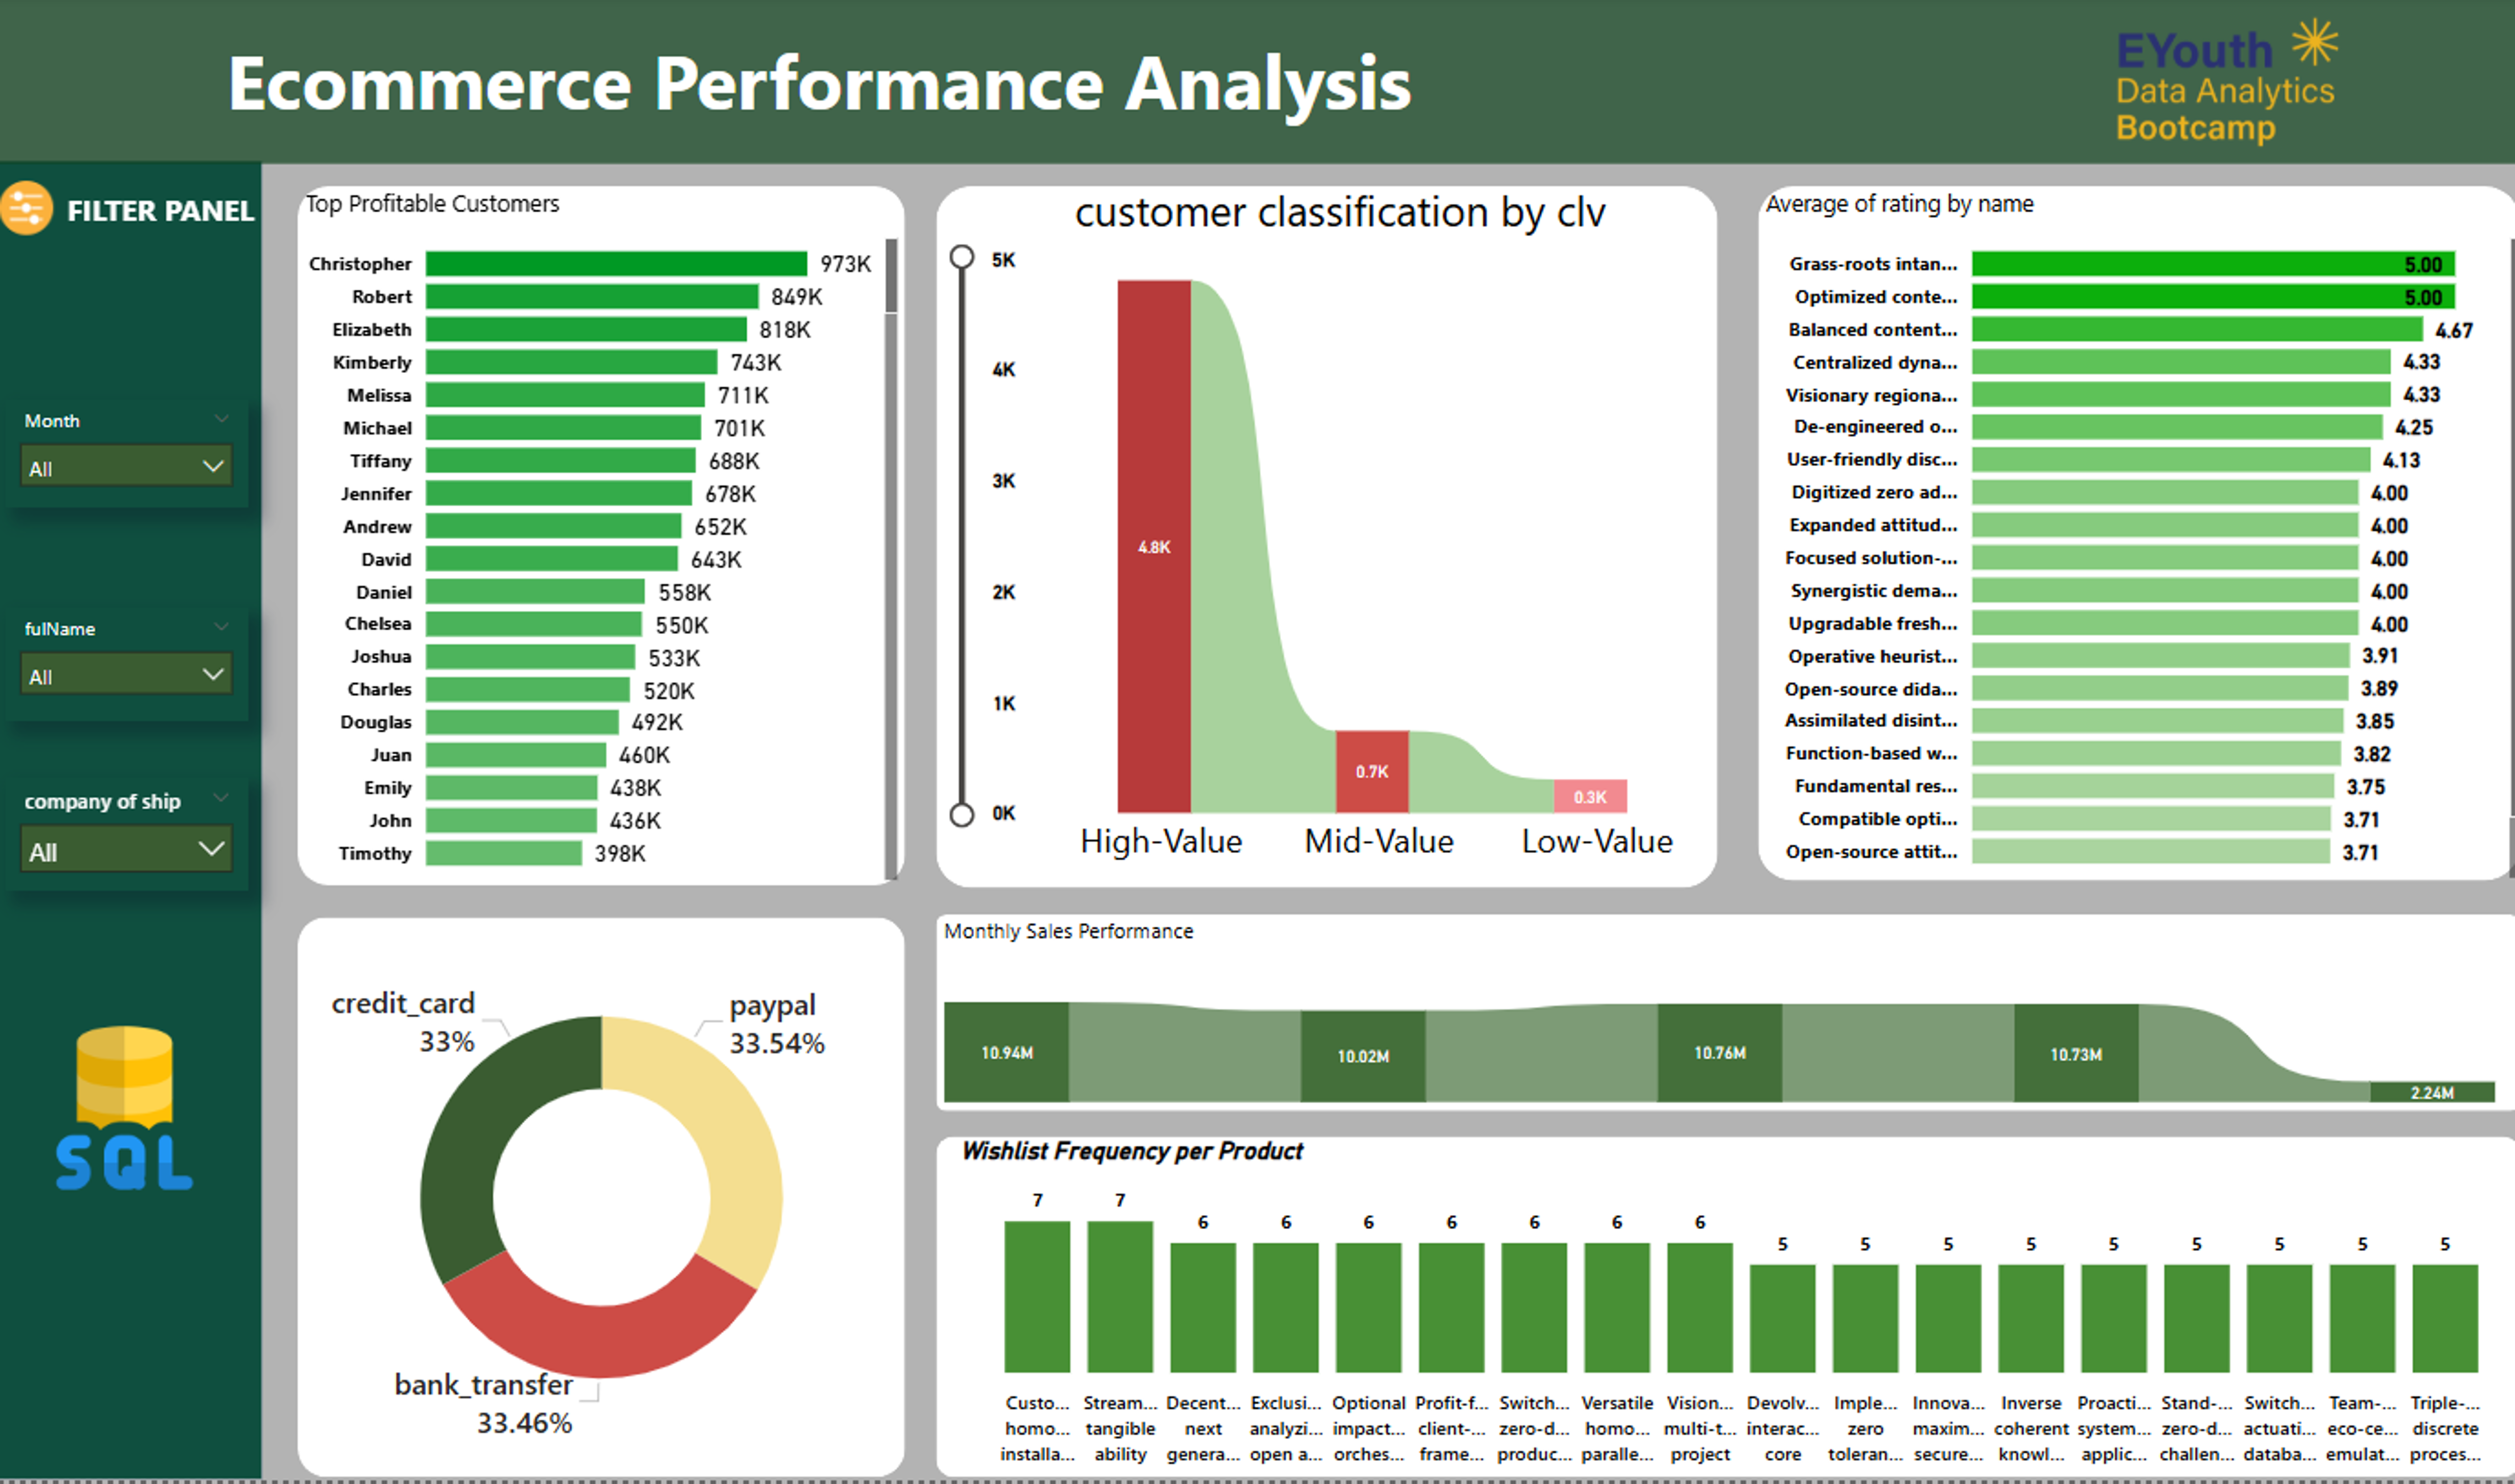 Ecommerce Performance Analysis
EYouth
Data Analytics
Bootcamp
FILTER PANEL
Month
All
fulName
All
company of ship
All
SQL
Top Profitable Customers
Christopher 973K
Robert 849K
Elizabeth 818K
Kimberly 743K
Melissa 711K
Michael 701K
Tiffany 688K
Jennifer 678K
Andrew 652K
David 643K
Daniel 558K
Chelsea 550K
Joshua 533K
Charles 520K
Douglas 492K
Juan 460K
Emily 438K
John 436K
Timothy 398K
customer classification by clv
5K
4K
3K
2K
1K
0K
4.8K
0.7K
0.3K
High-Value Mid-Value Low-Value
Average of rating by name
Grass-roots intan... 5.00
Optimized conte... 5.00
Balanced content... 4.67
Centralized dyna... 4.33
Visionary regiona... 4.33
De-engineered o... 4.25
User-friendly disc... 4.13
Digitized zero ad... 4.00
Expanded attitud... 4.00
Focused solution-... 4.00
Synergistic dema... 4.00
Upgradable fresh... 4.00
Operative heurist... 3.91
Open-source dida... 3.89
Assimilated disint... 3.85
Function-based w... 3.82
Fundamental res... 3.75
Compatible opti... 3.71
Open-source attit... 3.71
credit_card
33%
paypal
33.54%
bank_transfer
33.46%
Monthly Sales Performance
10.94M 10.02M 10.76M 10.73M 2.24M
Wishlist Frequency per Product
7 7 6 6 6 6 6 6 6 5 5 5 5 5 5 5 5 5
Custo... Stream... Decent... Exclusi... Optional Profit-f... Switch... Versatile Vision... Devolv... Imple... Innova... Inverse Proacti... Stand-... Switch... Team-... Triple-...
homo... tangible next analyzi... impact... client-... zero-d... homo... multi-t... interac... zero maxim... coherent system... zero-d... actuati... eco-ce... discrete
installa... ability genera... open a... orches... frame... produc... paralle... project core toleran... secure... knowl... applic... challen... databa... emulat... proces...